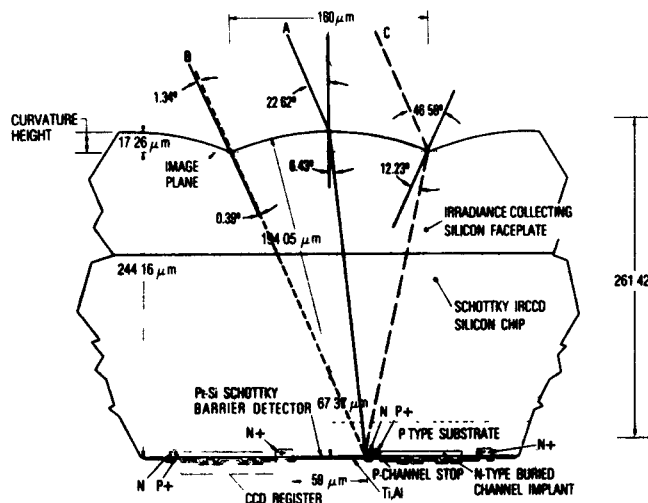 160 μm
A
C
B
1.34°
22 62°
46 58°
CURVATURE
HEIGHT
17 26 μm
IMAGE
PLANE
6.43°
12.23°
0.39°
194 05 μm
IRRADIANCE COLLECTING
SILICON FACEPLATE
244.16 μm
261.42
SCHOTTKY IRCCD
SILICON CHIP
Pt-Si SCHOTTKY
BARRIER DETECTOR
67.37 μm
N P+
N+
P TYPE SUBSTRATE
N+
N P+
58 μm
P-CHANNEL STOP
N-TYPE BURIED
CHANNEL IMPLANT
CCD REGISTER
Ti,Al